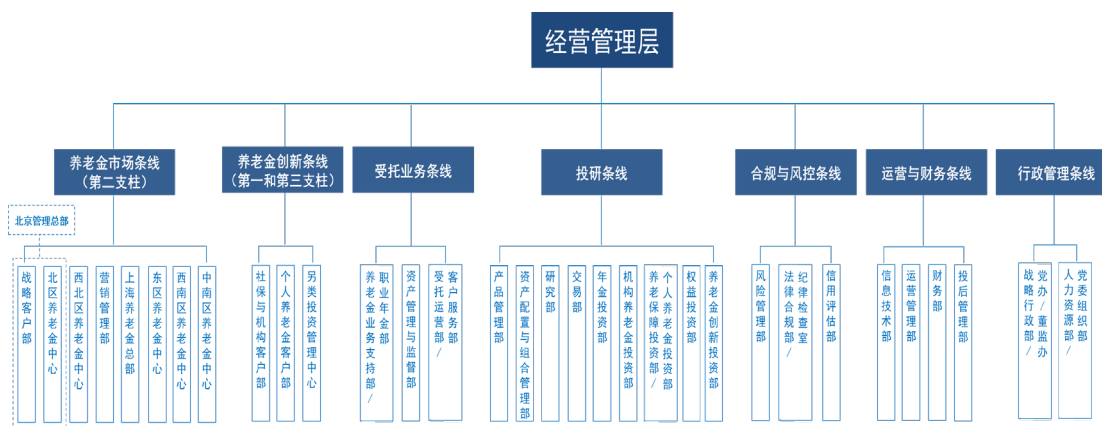 经营管理层
养老金市场条线
（第二支柱）
养老金创新条线
（第一和第三支柱）
受托业务条线
投研条线
合规与风控条线
运营与财务条线
行政管理条线
北京管理总部
战略客户部
北区养老金中心
西北区养老金中心
营销管理部
上海养老金总部
东区养老金中心
西南区养老金中心
中南区养老金中心
社保与机构客户部
个人养老金客户部
另类投资管理中心
养老金业务支持部/
职业年金部
资产管理与监督部
受托运营部/
客户服务部
产品管理部
资产配置与组合管理部
研究部
交易部
年金投资部
机构养老金投资部
养老保障投资部/
个人养老金投资部
权益投资部
养老金创新投资部
风险管理部
法律合规部/
纪律检查室
信用评估部
信息技术部
运营管理部
财务部
投后管理部
战略行政部/
党办/董监办
人力资源部/
党委组织部